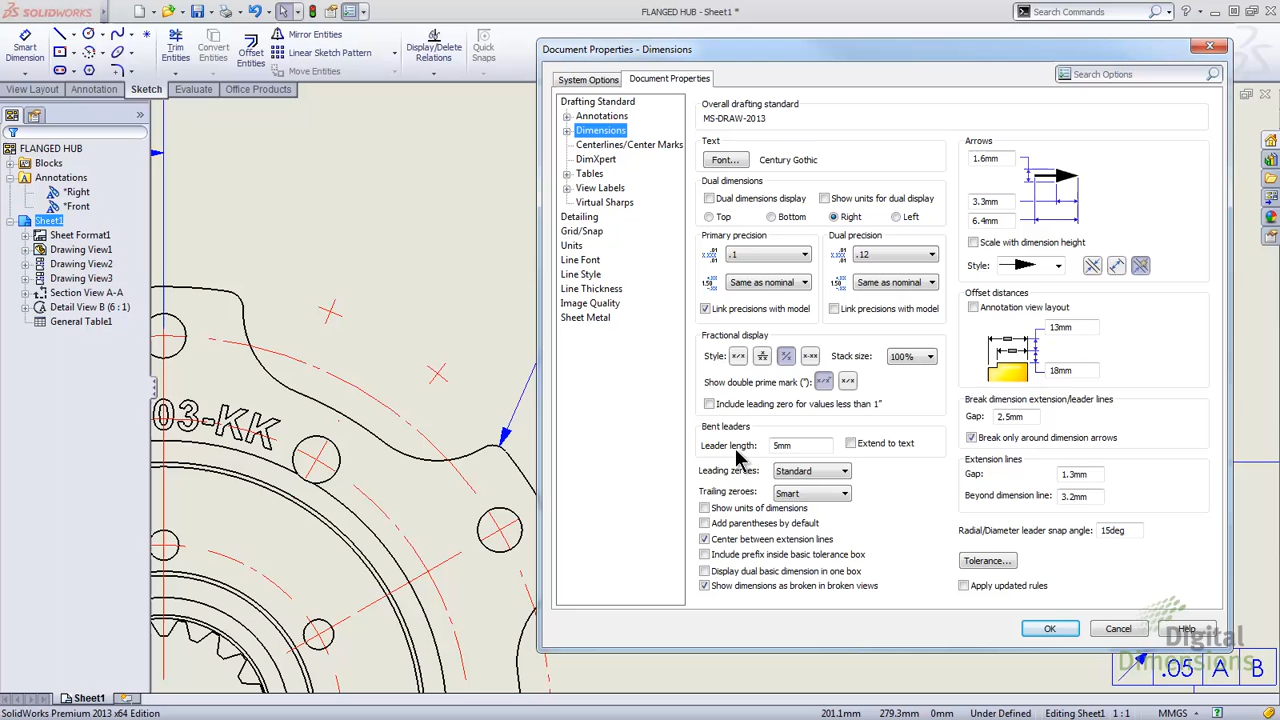 SOLIDWORKS
FLANGED HUB - Sheet1 *
Search Commands
Smart Dimension
Trim Entities
Convert Entities
Offset Entities
Mirror Entities
Linear Sketch Pattern
Move Entities
Display/Delete Relations
Quick Snaps
View Layout
Annotation
Sketch
Evaluate
Office Products
FLANGED HUB
Blocks
Annotations
*Right
*Front
Sheet1
Sheet Format1
Drawing View1
Drawing View2
Drawing View3
Section View A-A
Detail View B (6 : 1)
General Table1
03-KK
Document Properties - Dimensions
System Options
Document Properties
Search Options
Drafting Standard
Annotations
Dimensions
Centerlines/Center Marks
DimXpert
Tables
View Labels
Virtual Sharps
Detailing
Grid/Snap
Units
Line Font
Line Style
Line Thickness
Image Quality
Sheet Metal
Overall drafting standard
MS-DRAW-2013
Text
Font... Century Gothic
Dual dimensions
Dual dimensions display Show units for dual display
Top Bottom Right Left
Primary precision
.1
Same as nominal
Link precisions with model
Dual precision
.12
Same as nominal
Link precisions with model
Fractional display
Style: Stack size: 100%
Show double prime mark ("):
Include leading zero for values less than 1"
Bent leaders
Leader length: 5mm Extend to text
Leading zeroes: Standard
Trailing zeroes: Smart
Show units of dimensions
Add parentheses by default
Center between extension lines
Include prefix inside basic tolerance box
Display dual basic dimension in one box
Show dimensions as broken in broken views
Arrows
1.6mm
3.3mm
6.4mm
Scale with dimension height
Style:
Offset distances
Annotation view layout
13mm
18mm
Break dimension extension/leader lines
Gap: 2.5mm
Break only around dimension arrows
Extension lines
Gap: 1.3mm
Beyond dimension line: 3.2mm
Radial/Diameter leader snap angle: 15deg
Tolerance...
Apply updated rules
OK Cancel Help
Digital
Dimensions
.05 A B
Sheet1
SolidWorks Premium 2013 x64 Edition
201.1mm 279.3mm 0mm Under Defined Editing Sheet1 1 : 1 MMGS